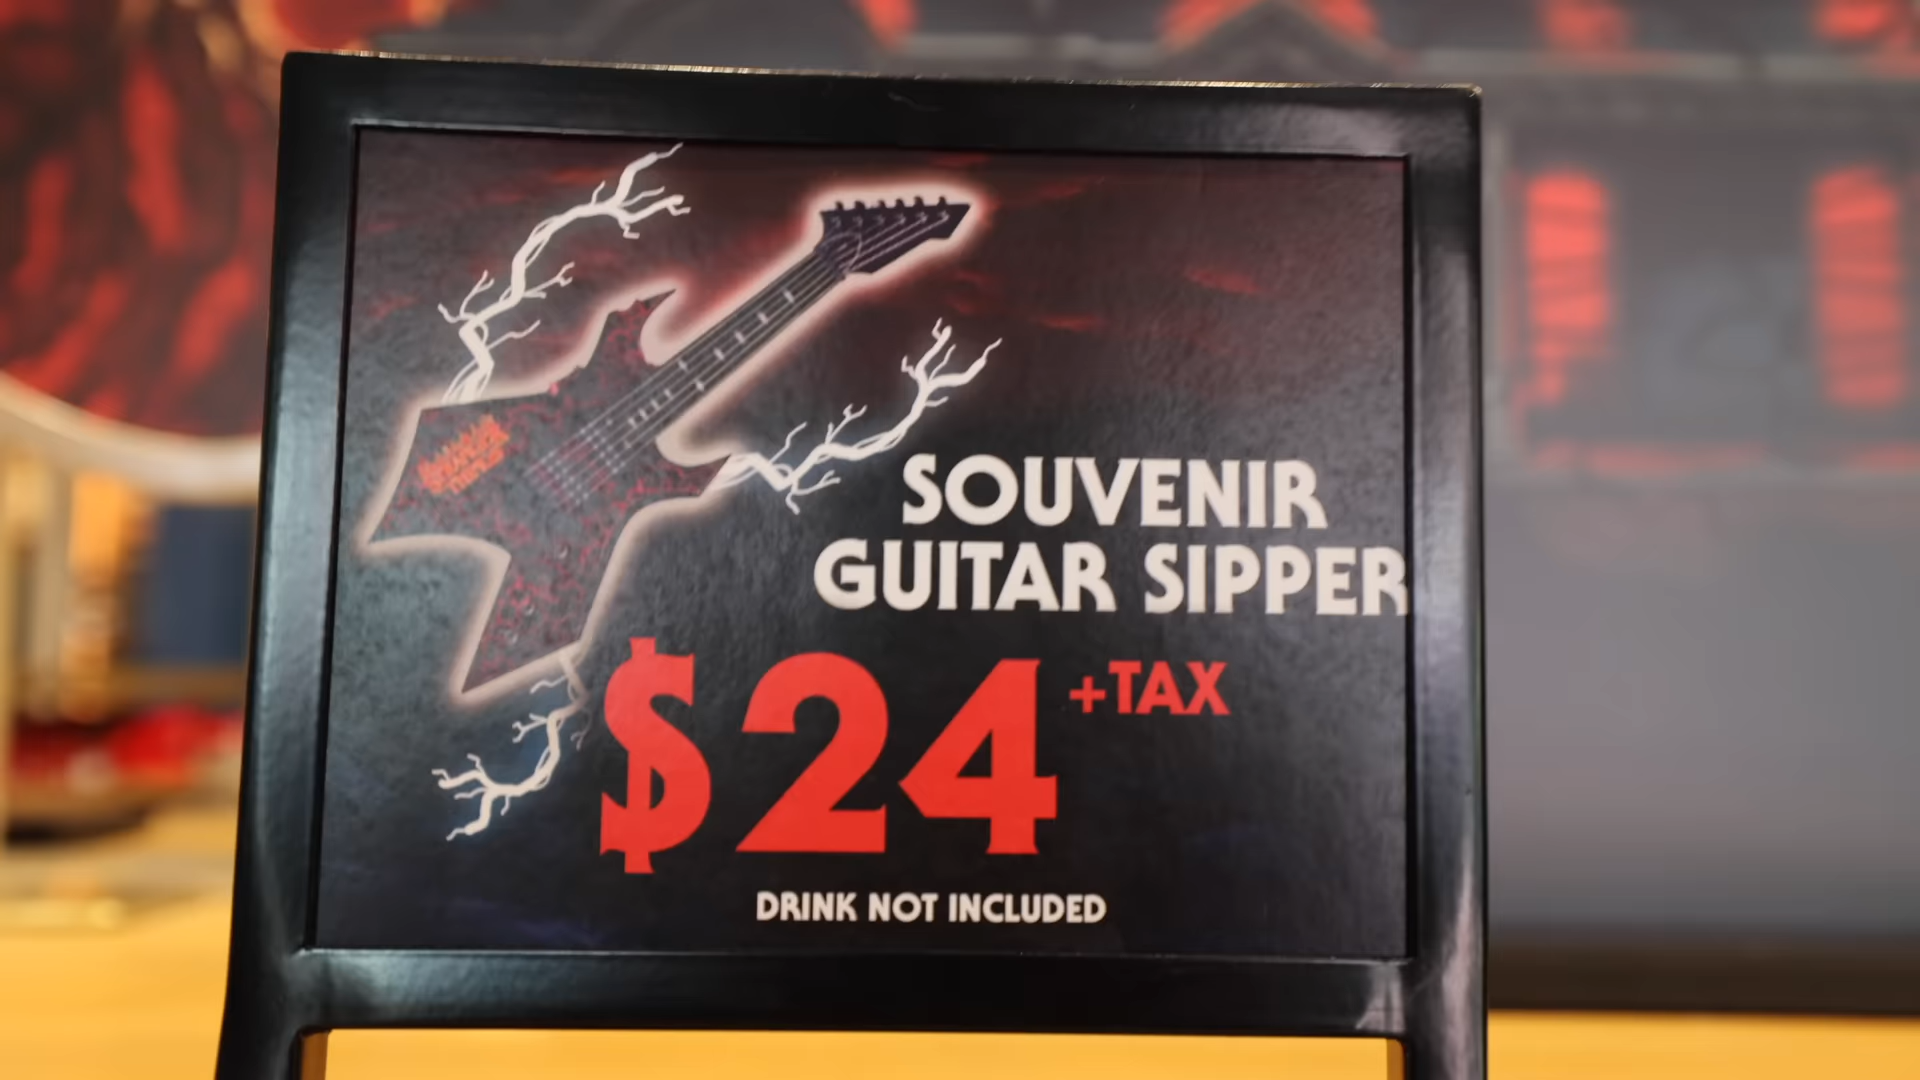 SOUVENIR
GUITAR SIPPER
$24 +TAX
DRINK NOT INCLUDED